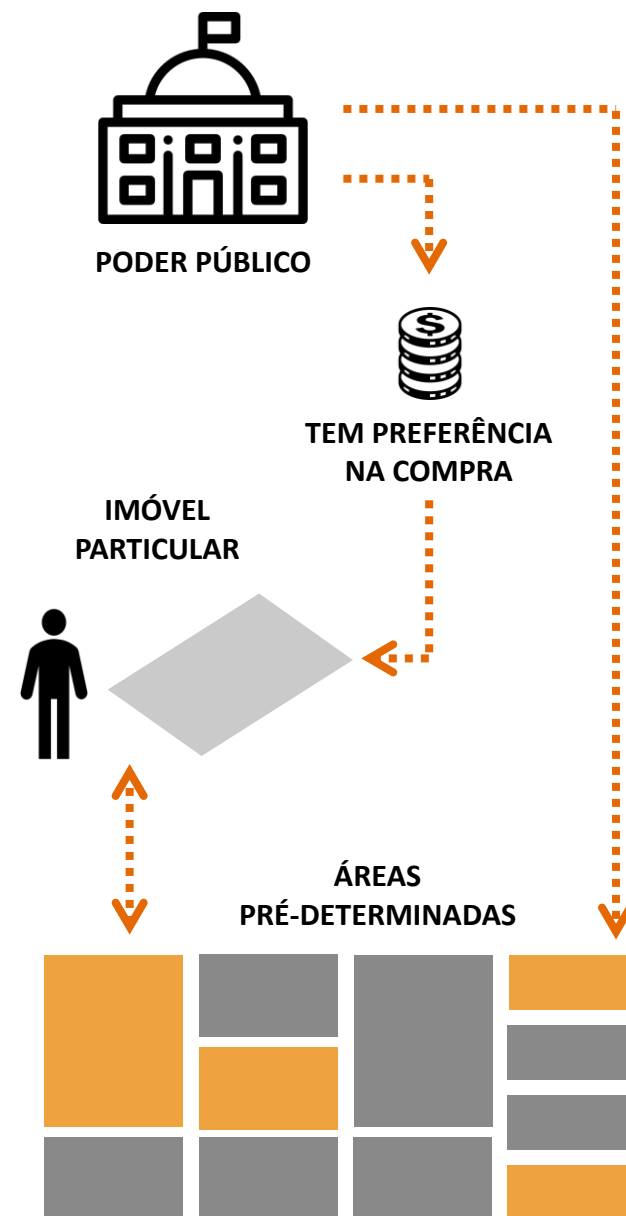 PODER PÚBLICO
$
TEM PREFERÊNCIA
NA COMPRA
IMÓVEL
PARTICULAR
ÁREAS
PRÉ-DETERMINADAS